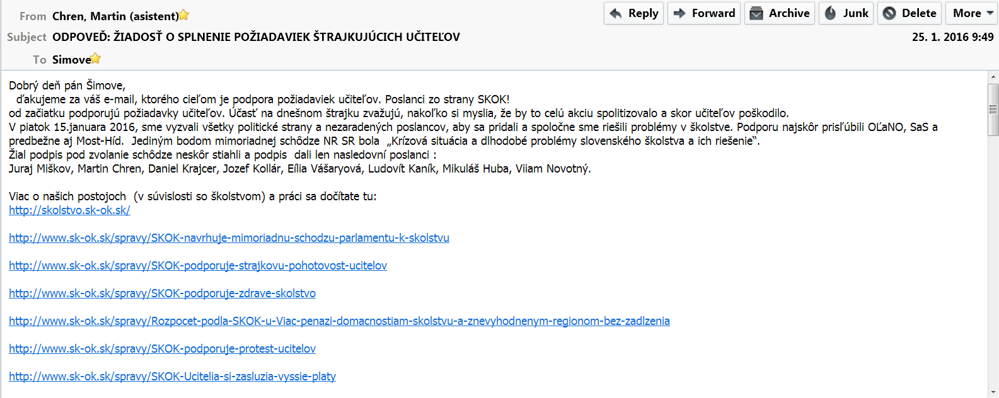 From Chren, Martin (asistent)
Reply Forward Archive Junk Delete More
Subject ODPOVEĎ: ŽIADOSŤ O SPLNENIE POŽIADAVIEK ŠTRAJKUJÚCICH UČITEĽOV
25. 1. 2016 9:49
To Simove
Dobrý deň pán Šimove,
ďakujeme za váš e-mail, ktorého cieľom je podpora požiadaviek učiteľov. Poslanci zo strany SKOK!
od začiatku podporujú požiadavky učiteľov. Účasť na dnešnom štrajku zvažujú, nakoľko si myslia, že by to celú akciu spolitizovalo a skor učiteľov poškodilo.
V piatok 15.januara 2016, sme vyzvali všetky politické strany a nezaradených poslancov, aby sa pridali a spoločne sme riešili problémy v školstve. Podporu najskôr prisľúbili OĽaNO, SaS a
predbežne aj Most-Híd.  Jediným bodom mimoriadnej schôdze NR SR bola  „Krízová situácia a dlhodobé problémy slovenského školstva a ich riešenie“.
Žial podpis pod zvolanie schôdze neskôr stiahli a podpis  dali len nasledovní poslanci :
Juraj Miškov, Martin Chren, Daniel Krajcer, Jozef Kollár, Eília Vášaryová, Ludovít Kaník, Mikuláš Huba, Viiam Novotný.
Viac o našich postojoch  (v súvislosti so školstvom) a práci sa dočítate tu:
http://skolstvo.sk-ok.sk/
http://www.sk-ok.sk/spravy/SKOK-navrhuje-mimoriadnu-schodzu-parlamentu-k-skolstvu
http://www.sk-ok.sk/spravy/SKOK-podporuje-strajkovu-pohotovost-ucitelov
http://www.sk-ok.sk/spravy/SKOK-podporuje-zdrave-skolstvo
http://www.sk-ok.sk/spravy/Rozpocet-podla-SKOK-u-Viac-penazi-domacnostiam-skolstvu-a-znevyhodnenym-regionom-bez-zadlzenia
http://www.sk-ok.sk/spravy/SKOK-podporuje-protest-ucitelov
http://www.sk-ok.sk/spravy/SKOK-Ucitelia-si-zasluzia-vyssie-platy